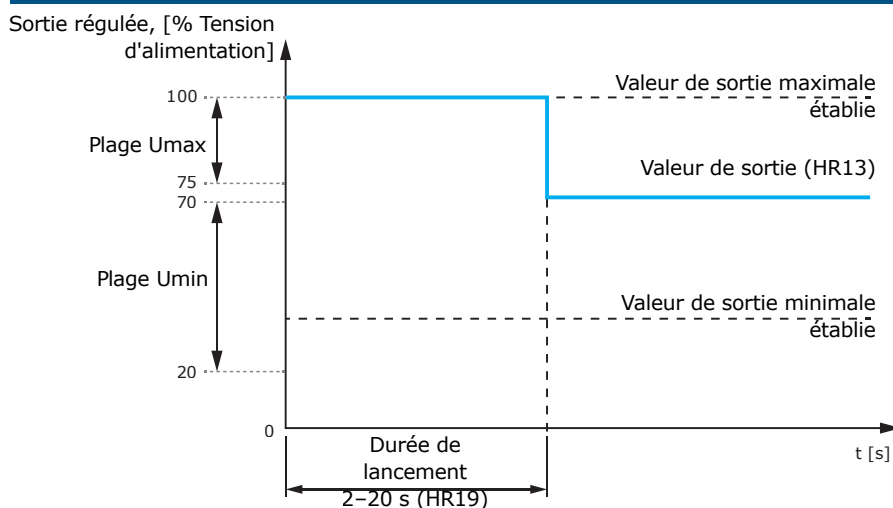 Sortie régulée, [% Tension
d'alimentation]
Valeur de sortie maximale
établie
100
Plage Umax
Valeur de sortie (HR13)
75
70
Plage Umin
Valeur de sortie minimale
établie
20
0
t [s]
Durée de
lancement
2–20 s (HR19)